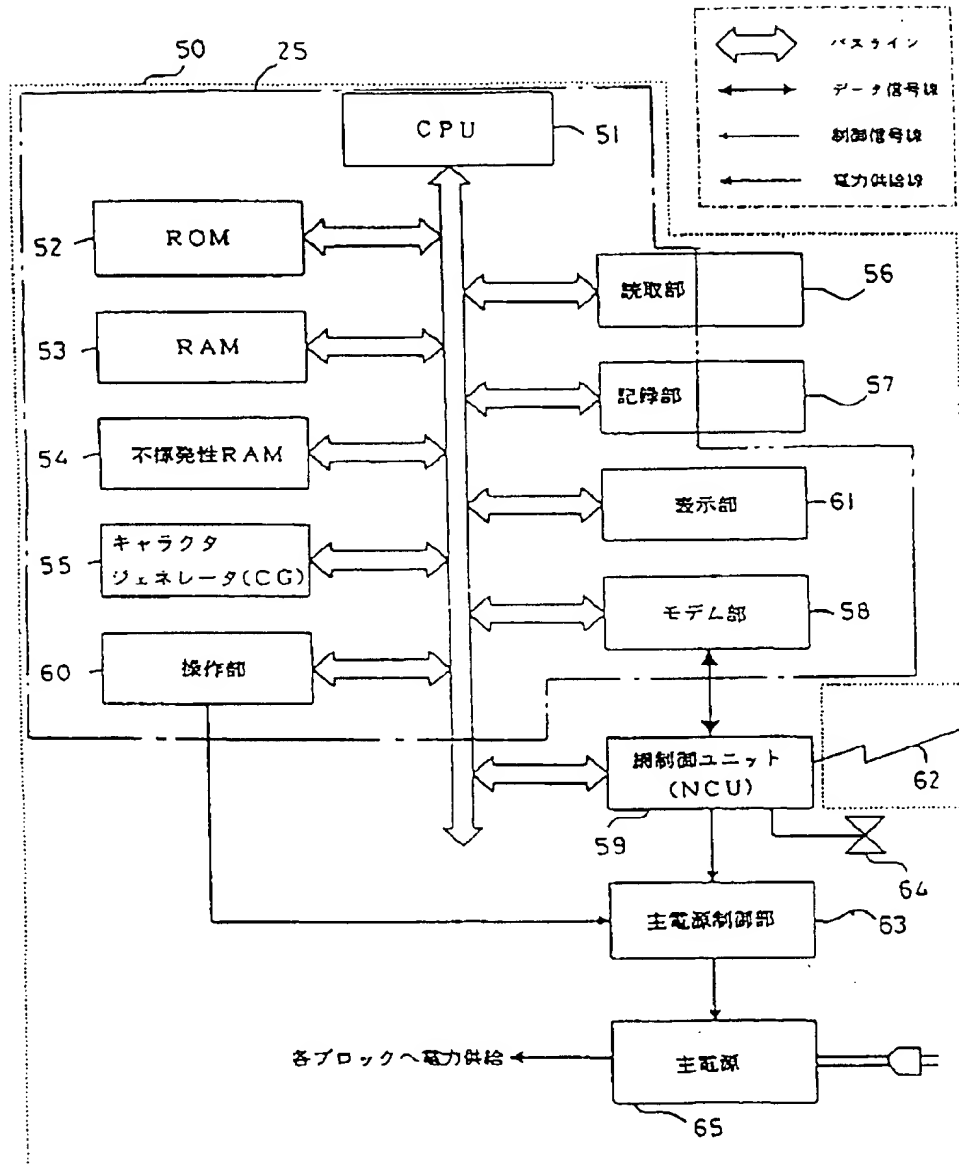 50
25
バスライン
データ信号線
制御信号線
電力供給線
CPU
51
ROM
52
読取部
56
RAM
53
記録部
57
不揮発性RAM
54
表示部
61
キャラクタ
ジェネレータ(CG)
55
モデム部
58
操作部
60
網制面ユニット
(NCU)
59
62
64
主電源制御部
63
各ブロックへ電力供給
主電源
65